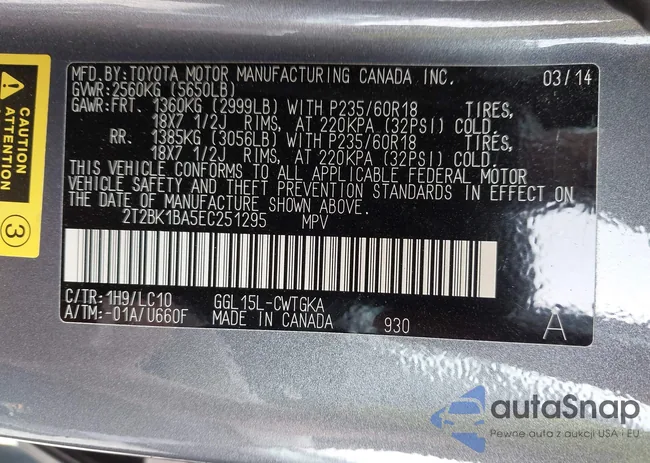 MFD.BY:TOYOTA MOTOR MANUFACTURING CANADA INC. 03/14
GVWR:2560KG (5650LB)
GAWR:FRT. 1360KG (2999LB) WITH P235/60R18 TIRES,
18X7 1/2J RIMS, AT 220KPA (32PSI) COLD.
RR. 1385KG (3056LB) WITH P235/60R18 TIRES,
18X7 1/2J RIMS, AT 220KPA (32PSI) COLD.
THIS VEHICLE CONFORMS TO ALL APPLICABLE FEDERAL MOTOR
VEHICLE SAFETY AND THEFT PREVENTION STANDARDS IN EFFECT ON
THE DATE OF MANUFACTURE SHOWN ABOVE.
2T2BK1BA5EC251295 MPV
C/TR:1H9/LC10 GGL15L-CWTGKA
A/TM:-01A/U660F MADE IN CANADA 930 A
CAUTION
ATTENTION
3
autaSnap
Pewne auta z aukcji USA i EU